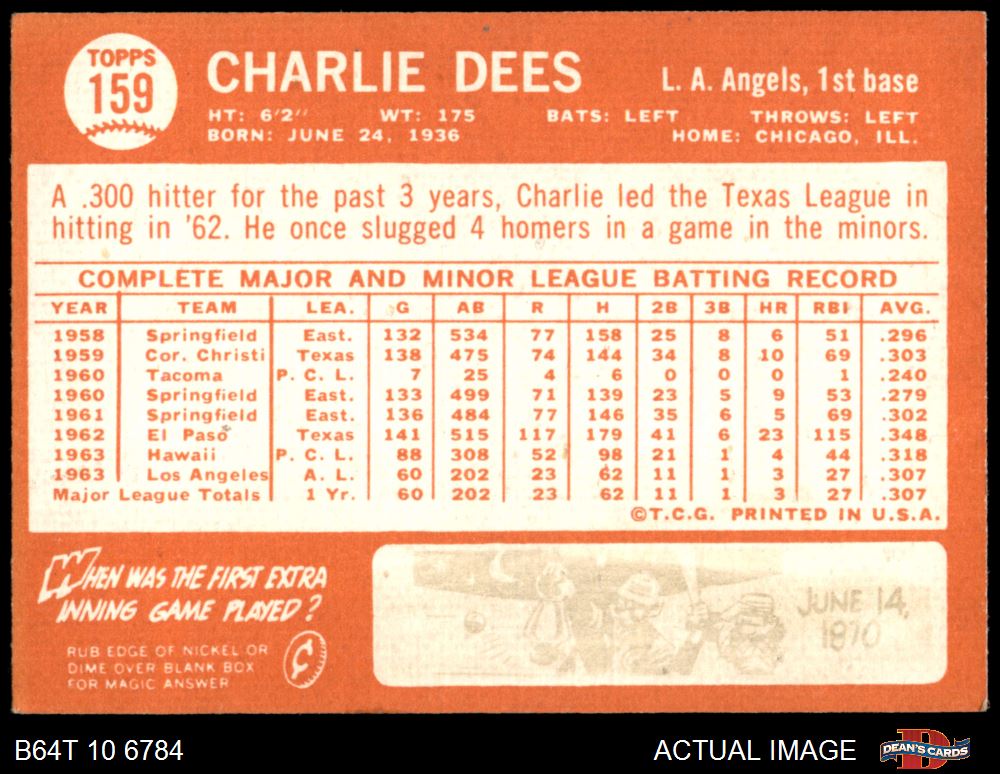 TOPPS
159
CHARLIE DEES
L. A. Angels, 1st base
HT: 6'2" WT: 175 BATS: LEFT THROWS: LEFT
BORN: JUNE 24, 1936 HOME: CHICAGO, ILL.
A .300 hitter for the past 3 years, Charlie led the Texas League in
hitting in '62. He once slugged 4 homers in a game in the minors.
COMPLETE MAJOR AND MINOR LEAGUE BATTING RECORD
YEAR TEAM LEA. G AB R H 2B 3B HR RBI AVG.
1958 Springfield East. 132 534 77 158 25 8 6 51 .296
1959 Cor. Christi Texas 138 475 74 144 34 8 10 69 .303
1960 Tacoma P. C. L. 7 25 4 6 0 0 0 1 .240
1960 Springfield East. 133 499 71 139 23 5 9 53 .279
1961 Springfield East. 136 484 77 146 35 6 5 69 .302
1962 El Paso Texas 141 515 117 179 41 6 23 115 .348
1963 Hawaii P. C. L. 88 308 52 98 21 1 4 44 .318
1963 Los Angeles A. L. 60 202 23 62 11 1 3 27 .307
Major League Totals 1 Yr. 60 202 23 62 11 1 3 27 .307
©T.C.G. PRINTED IN U.S.A.
WHEN WAS THE FIRST EXTRA
INNING GAME PLAYED?
RUB EDGE OF NICKEL OR
DIME OVER BLANK BOX
FOR MAGIC ANSWER
JUNE 14,
1870
B64T 10 6784
ACTUAL IMAGE
DEAN'S CARDS